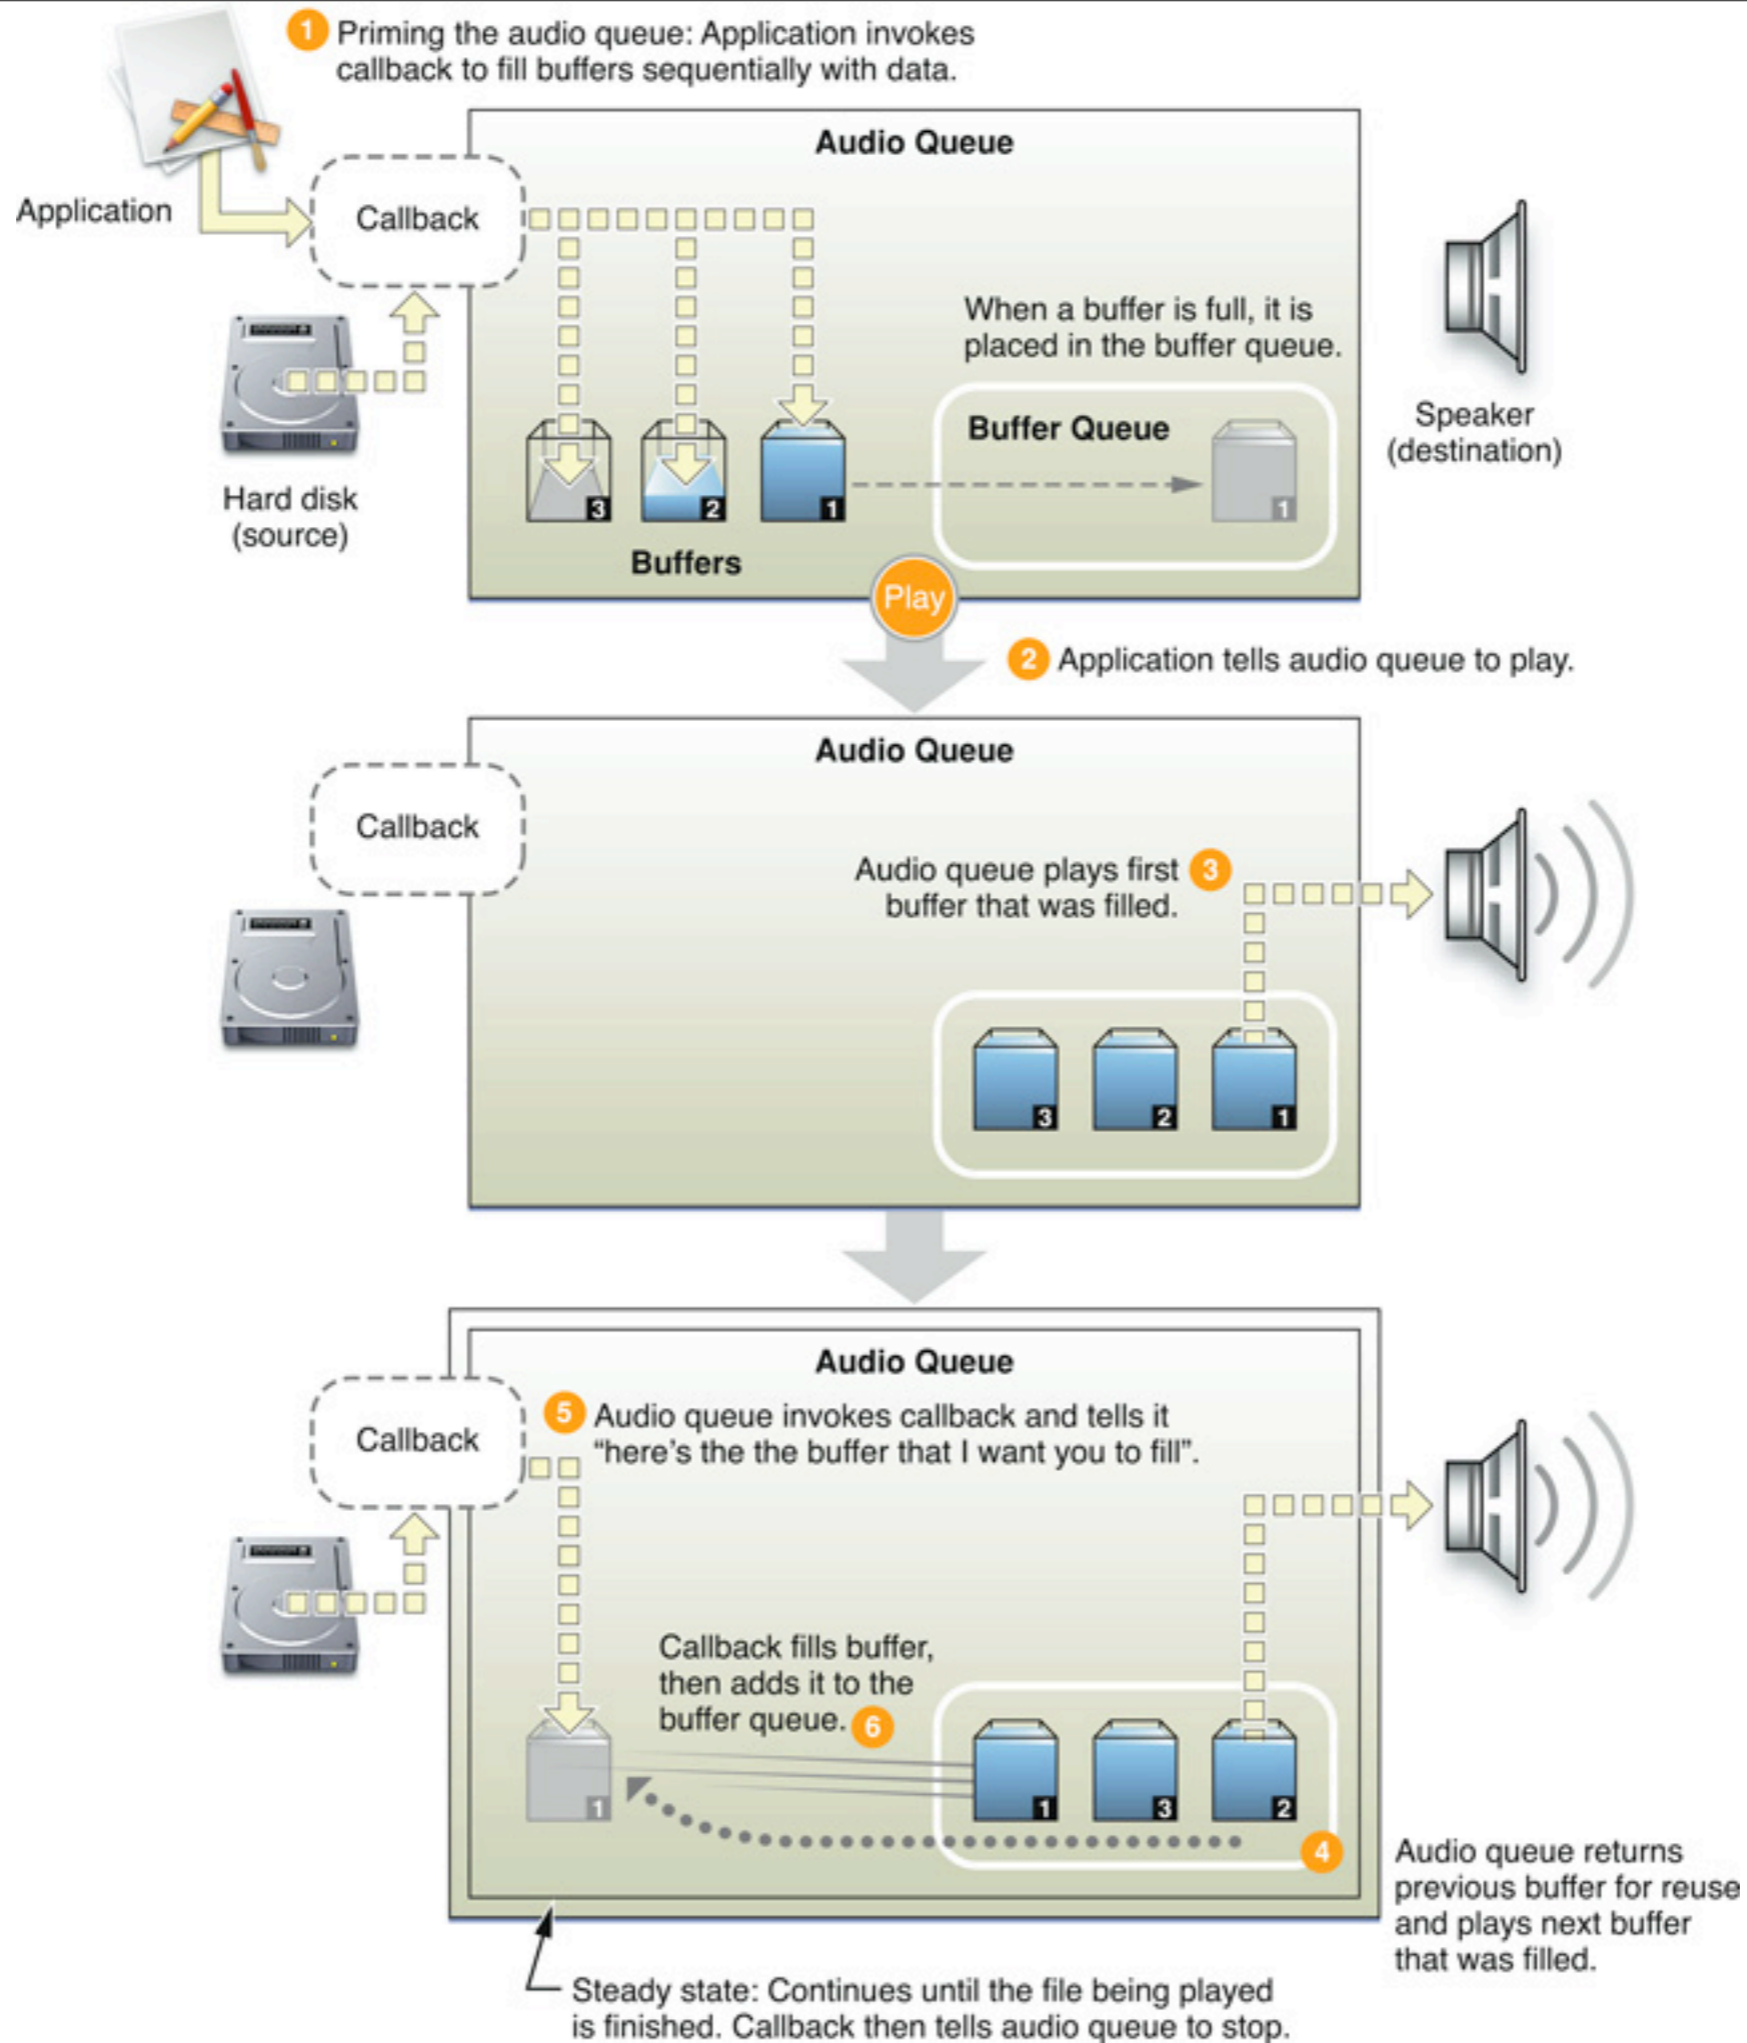 1 Priming the audio queue: Application invokes
callback to fill buffers sequentially with data.
Audio Queue
Application
Callback
When a buffer is full, it is
placed in the buffer queue.
Buffer Queue
Speaker
(destination)
Hard disk
(source)
3
2
1
1
Buffers
Play
2 Application tells audio queue to play.
Audio Queue
Callback
Audio queue plays first 3
buffer that was filled.
3
2
1
Audio Queue
Callback
5 Audio queue invokes callback and tells it
“here’s the the buffer that I want you to fill”.
Callback fills buffer,
then adds it to the
buffer queue. 6
1
1
3
2
4
Audio queue returns
previous buffer for reuse
and plays next buffer
that was filled.
Steady state: Continues until the file being played
is finished. Callback then tells audio queue to stop.